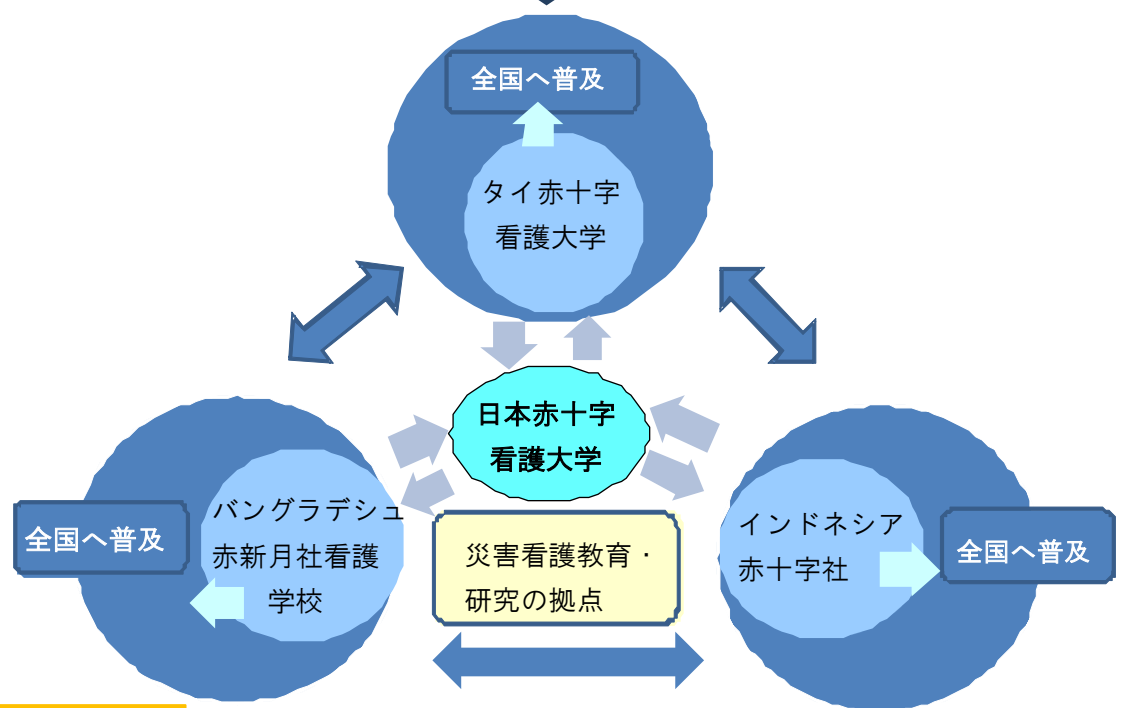 全国へ普及
タイ赤十字
看護大学
日本赤十字
看護大学
バングラデシュ
赤新月社看護
学校
全国へ普及
災害看護教育・
研究の拠点
インドネシア
赤十字社
全国へ普及